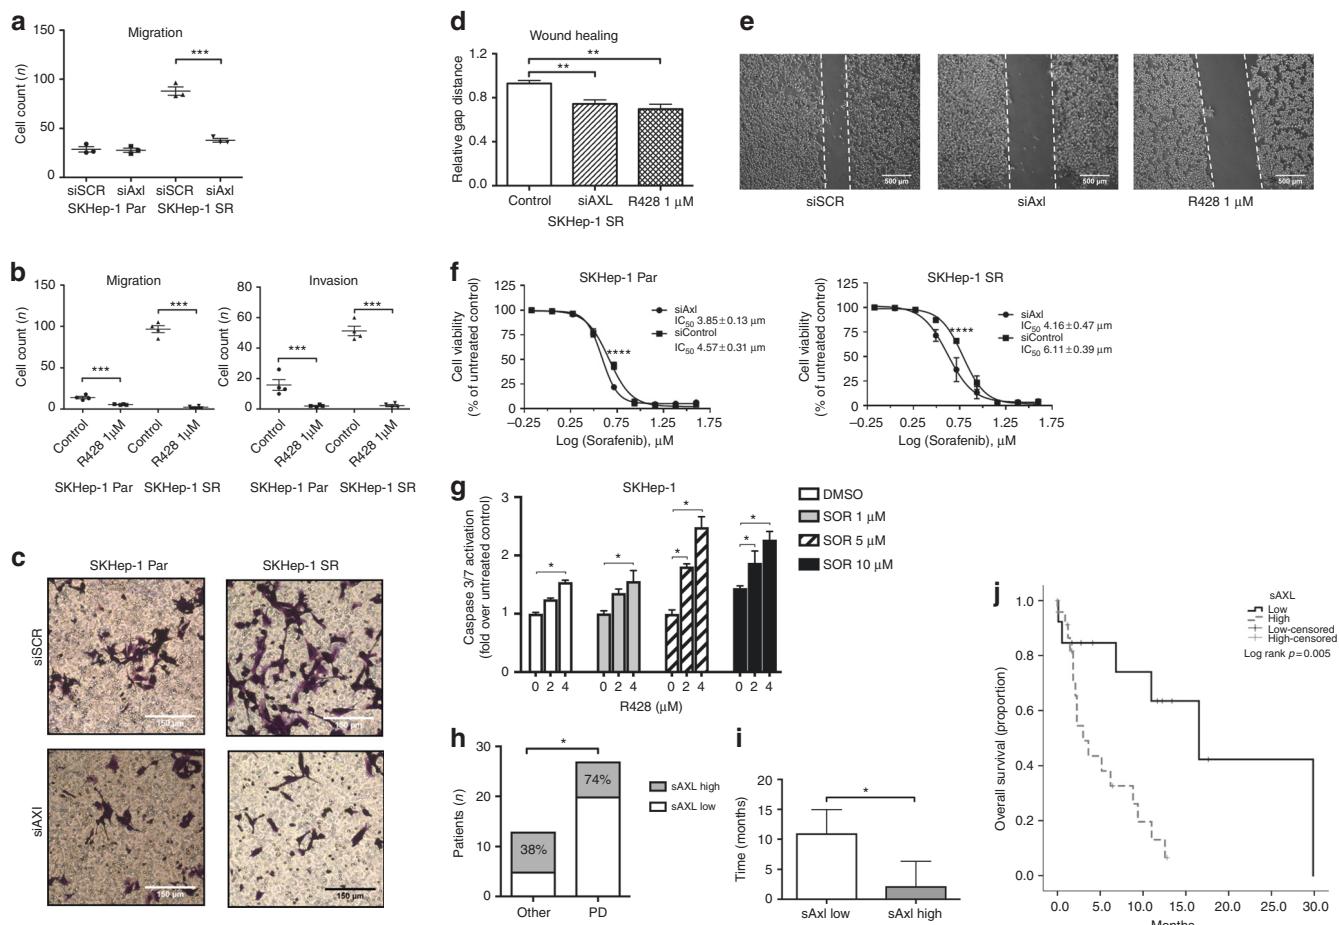 a
Migration
Cell count (n)
150
100
50
0
***
siSCR siAxl siSCR siAxl
SKHep-1 Par SKHep-1 SR
b
Migration
Cell count (n)
150
100
50
0
***
***
Control
R428 1μM
Control
R428 1μM
SKHep-1 Par SKHep-1 SR
Invasion
Cell count (n)
80
60
40
20
0
***
***
Control
R428 1μM
Control
R428 1μM
SKHep-1 Par SKHep-1 SR
c
SKHep-1 Par SKHep-1 SR
siSCR
150 μm
150 μm
siAXl
150 μm
150 μm
d
Wound healing
Relative gap distance
1.2
0.8
0.4
0.0
**
**
Control siAXL R428 1 μM
SKHep-1 SR
e
500 μm
500 μm
500 μm
siSCR siAxl R428 1 μM
f
SKHep-1 Par
Cell viability
(% of untreated control)
125
100
75
50
25
0
****
siAxl
IC50 3.85±0.13 μm
siControl
IC50 4.57±0.31 μm
−0.25 0.25 0.75 1.25 1.75
Log (Sorafenib), μM
SKHep-1 SR
Cell viability
(% of untreated control)
125
100
75
50
25
0
****
siAxl
IC50 4.16±0.47 μm
siControl
IC50 6.11±0.39 μm
−0.25 0.25 0.75 1.25 1.75
Log (Sorafenib), μM
g
SKHep-1
Caspase 3/7 activation
(fold over untreated control)
3
2
1
0
*
*
*
*
*
*
0 2 4 0 2 4 0 2 4 0 2 4
R428 (μM)
DMSO
SOR 1 μM
SOR 5 μM
SOR 10 μM
h
Patients (n)
30
20
10
0
*
38%
74%
Other PD
sAXL high
sAXL low
i
Time (months)
20
15
10
5
0
*
sAxl low sAxl high
j
Overall survival (proportion)
1.0
0.8
0.6
0.4
0.2
0.0
sAXL
Low
High
Low-censored
High-censored
Log rank p=0.005
0.0 5.0 10.0 15.0 20.0 25.0 30.0
Months